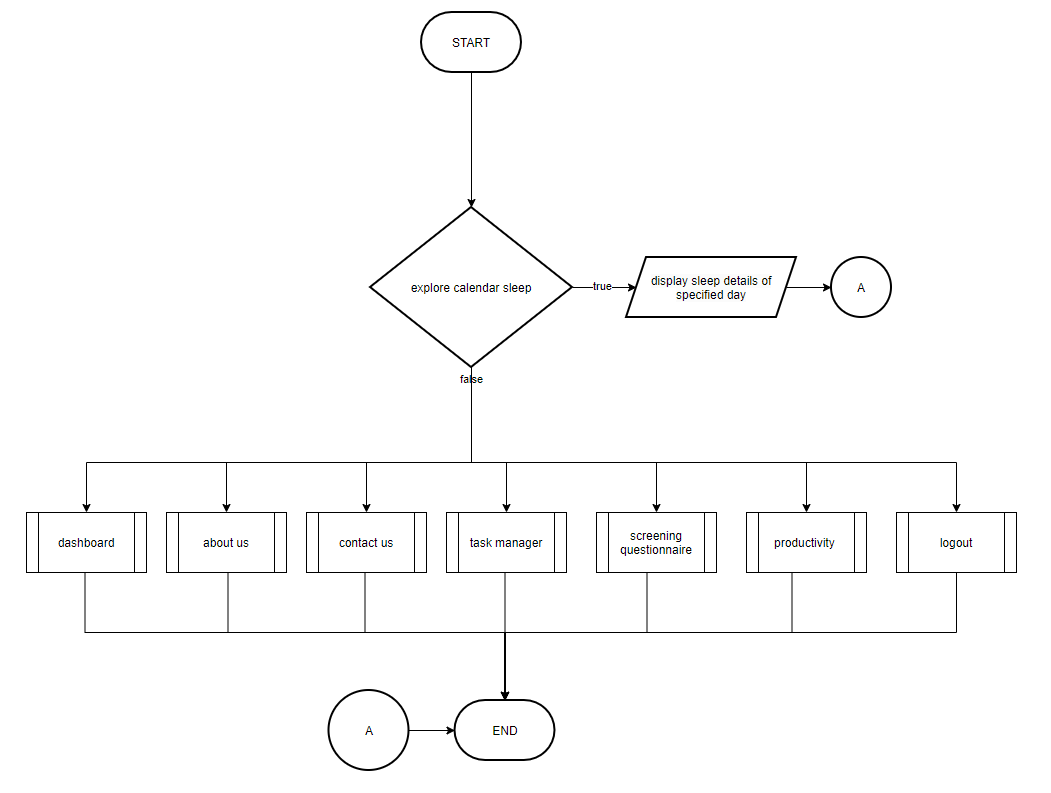 START
explore calendar sleep
true
display sleep details of
specified day
A
false
dashboard
about us
contact us
task manager
screening
questionnaire
productivity
logout
A
END